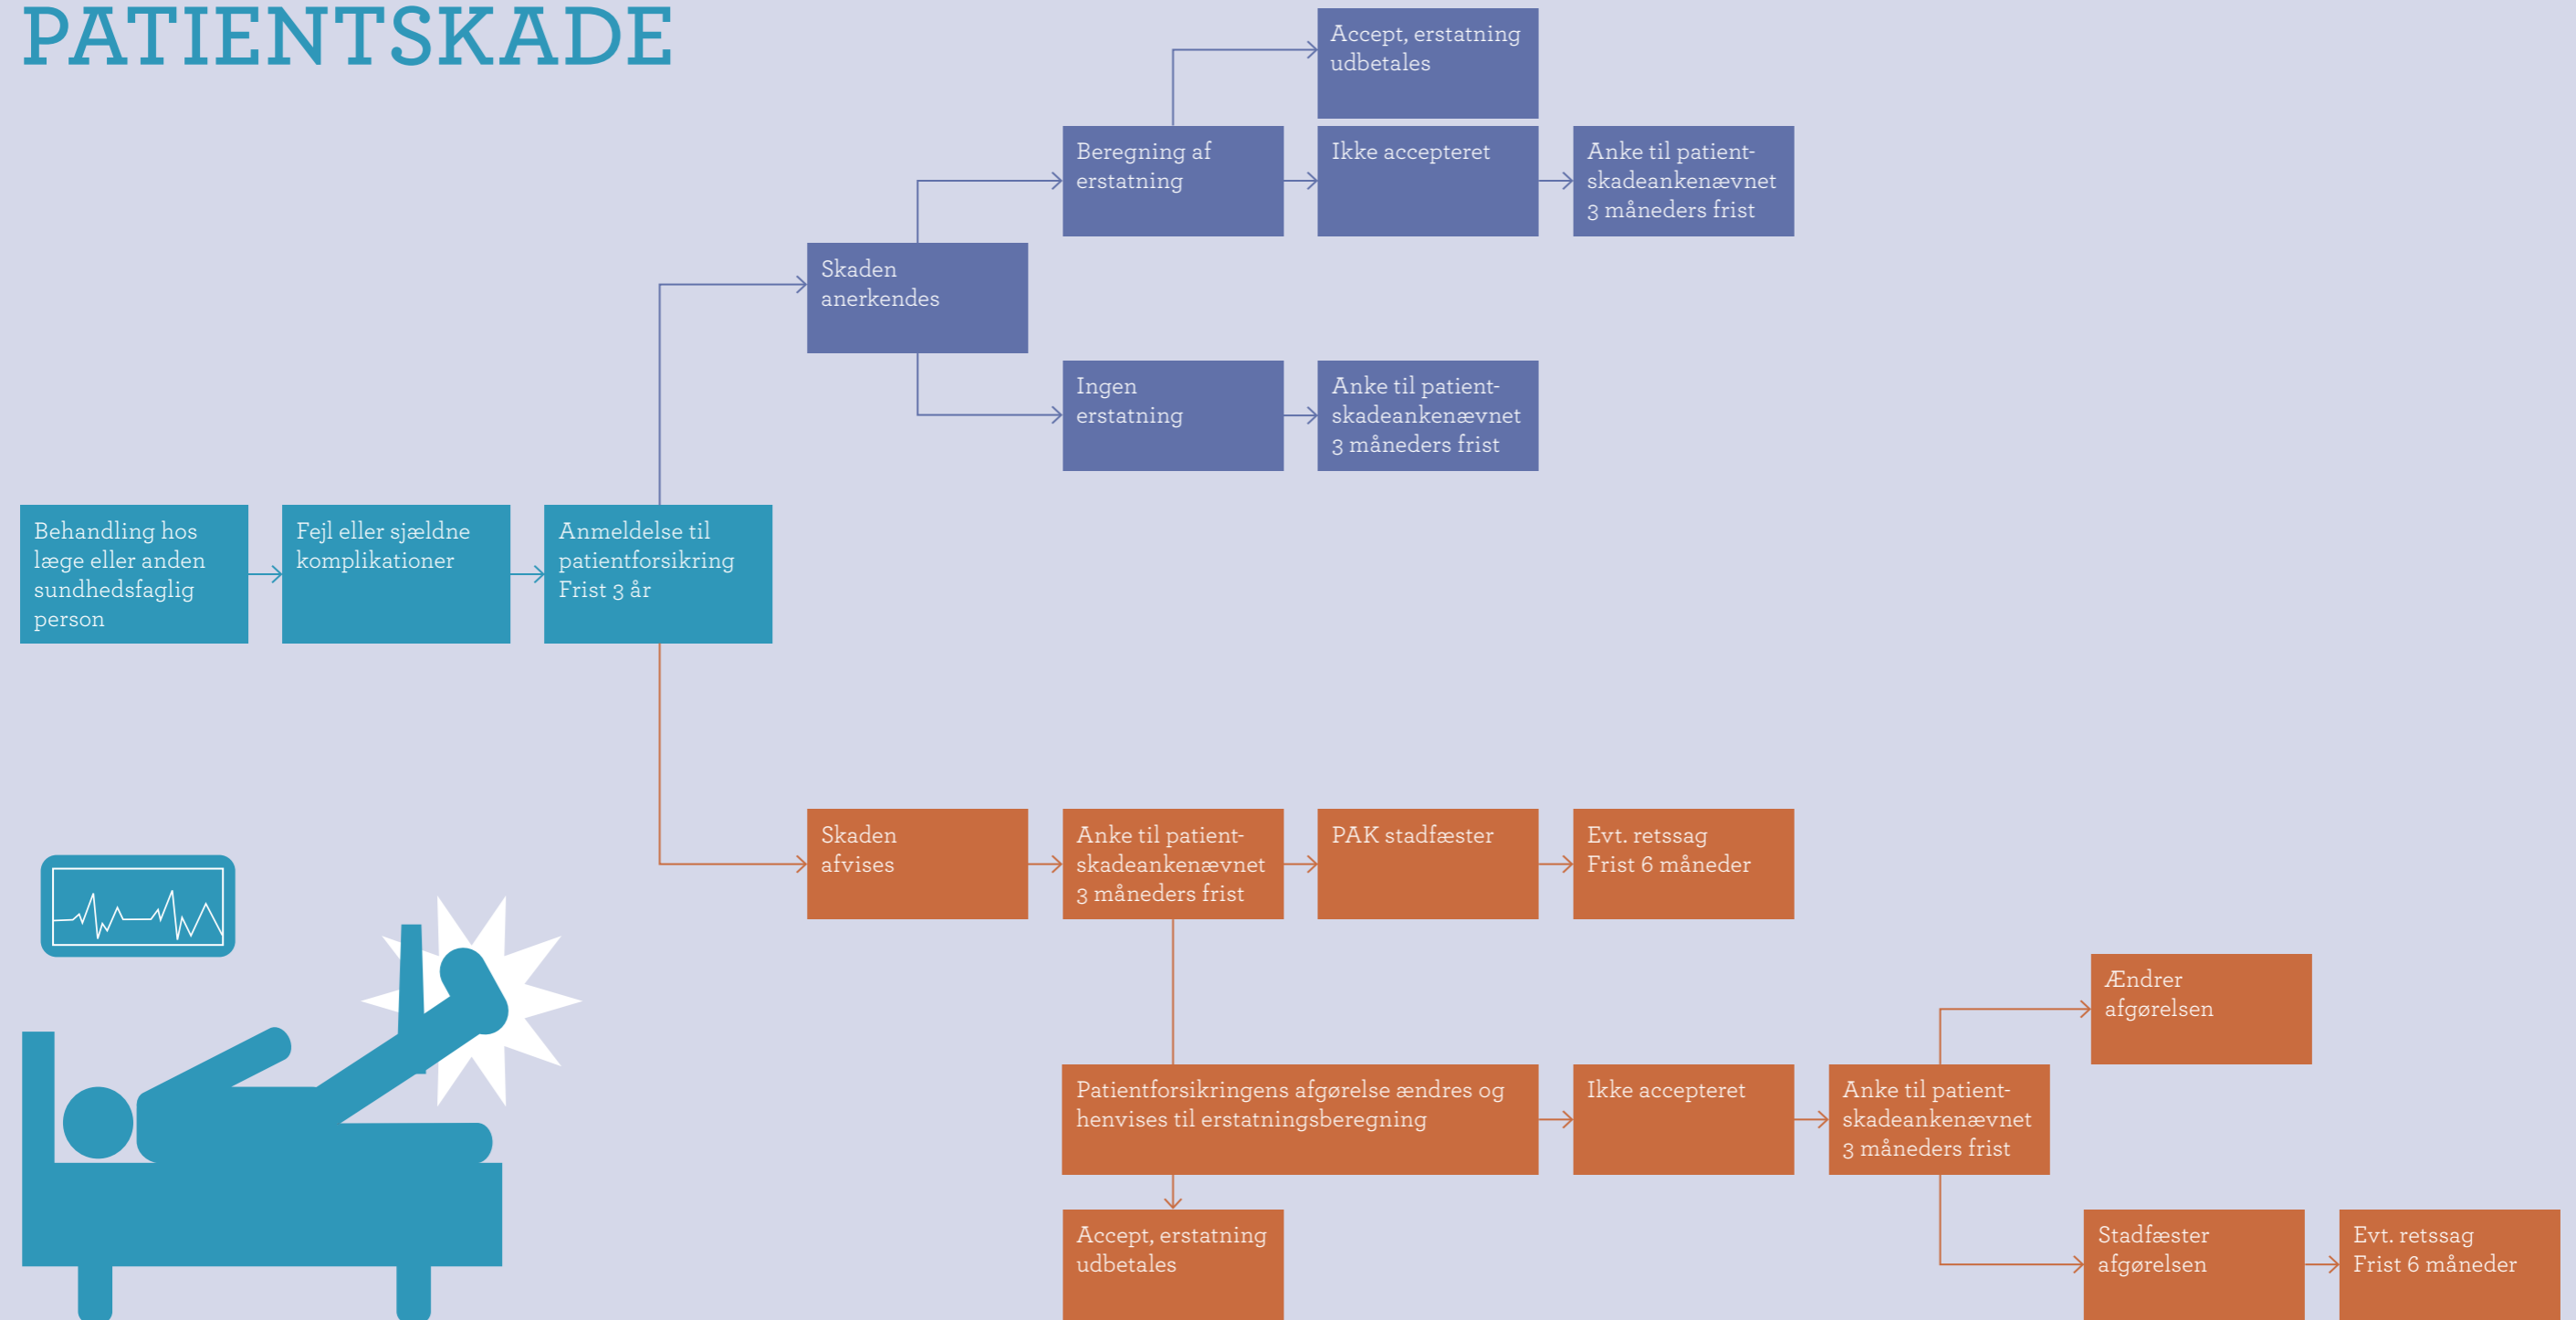 PATIENTSKADE
Accept, erstatning
udbetales
Beregning af
erstatning
Ikke accepteret
Anke til patient-
skadeankenævnet
3 måneders frist
Skaden
anerkendes
Ingen
erstatning
Anke til patient-
skadeankenævnet
3 måneders frist
Behandling hos
læge eller anden
sundhedsfaglig
person
Fejl eller sjældne
komplikationer
Anmeldelse til
patientforsikring
Frist 3 år
Skaden
afvises
Anke til patient-
skadeankenævnet
3 måneders frist
PAK stadfæster
Evt. retssag
Frist 6 måneder
Ændrer
afgørelsen
Patientforsikringens afgørelse ændres og
henvises til erstatningsberegning
Ikke accepteret
Anke til patient-
skadeankenævnet
3 måneders frist
Accept, erstatning
udbetales
Stadfæster
afgørelsen
Evt. retssag
Frist 6 måneder